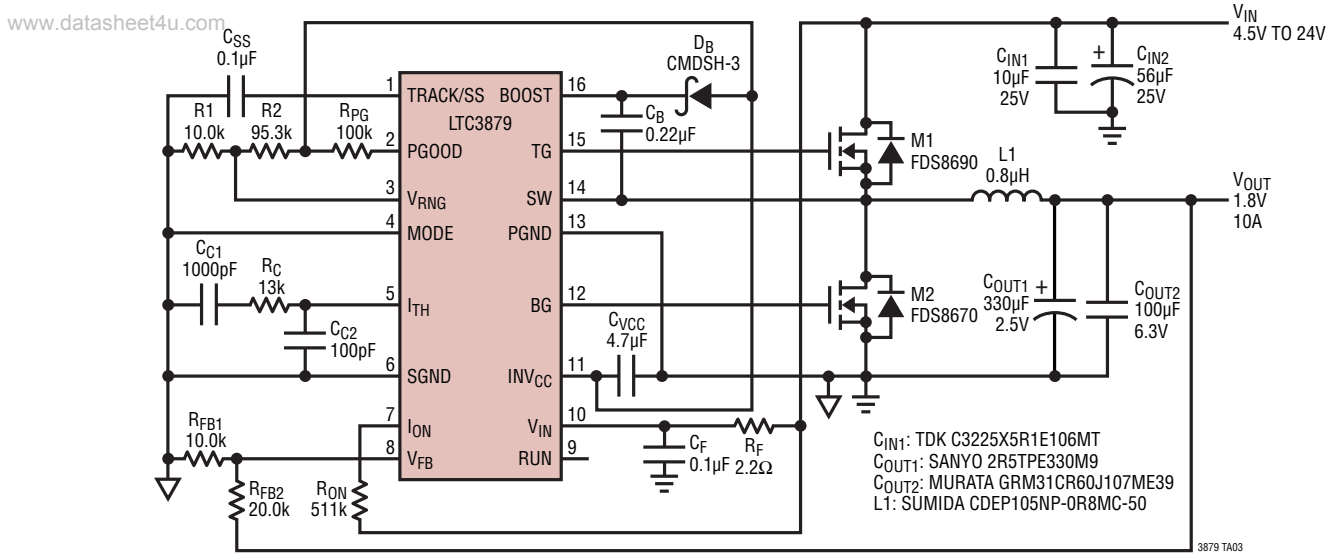 www.datasheet4u.com
CSS
0.1µF
R1
10.0k
R2
95.3k
RPG
100k
CC1
1000pF
RC
13k
CC2
100pF
RFB1
10.0k
RFB2
20.0k
RON
511k
1
TRACK/SS
2
PGOOD
3
VRNG
4
MODE
5
ITH
6
SGND
7
ION
8
VFB
LTC3879
BOOST
16
TG
15
SW
14
PGND
13
BG
12
INVCC
11
VIN
10
RUN
9
DB
CMDSH-3
CB
0.22µF
CVCC
4.7µF
CF
0.1µF
RF
2.2Ω
M1
FDS8690
M2
FDS8670
L1
0.8µH
VIN
4.5V TO 24V
CIN1
10µF
25V
+
CIN2
56µF
25V
VOUT
1.8V
10A
COUT1
330µF
2.5V
+
COUT2
100µF
6.3V
CIN1: TDK C3225X5R1E106MT
COUT1: SANYO 2R5TPE330M9
COUT2: MURATA GRM31CR60J107ME39
L1: SUMIDA CDEP105NP-0R8MC-50
3879 TA03